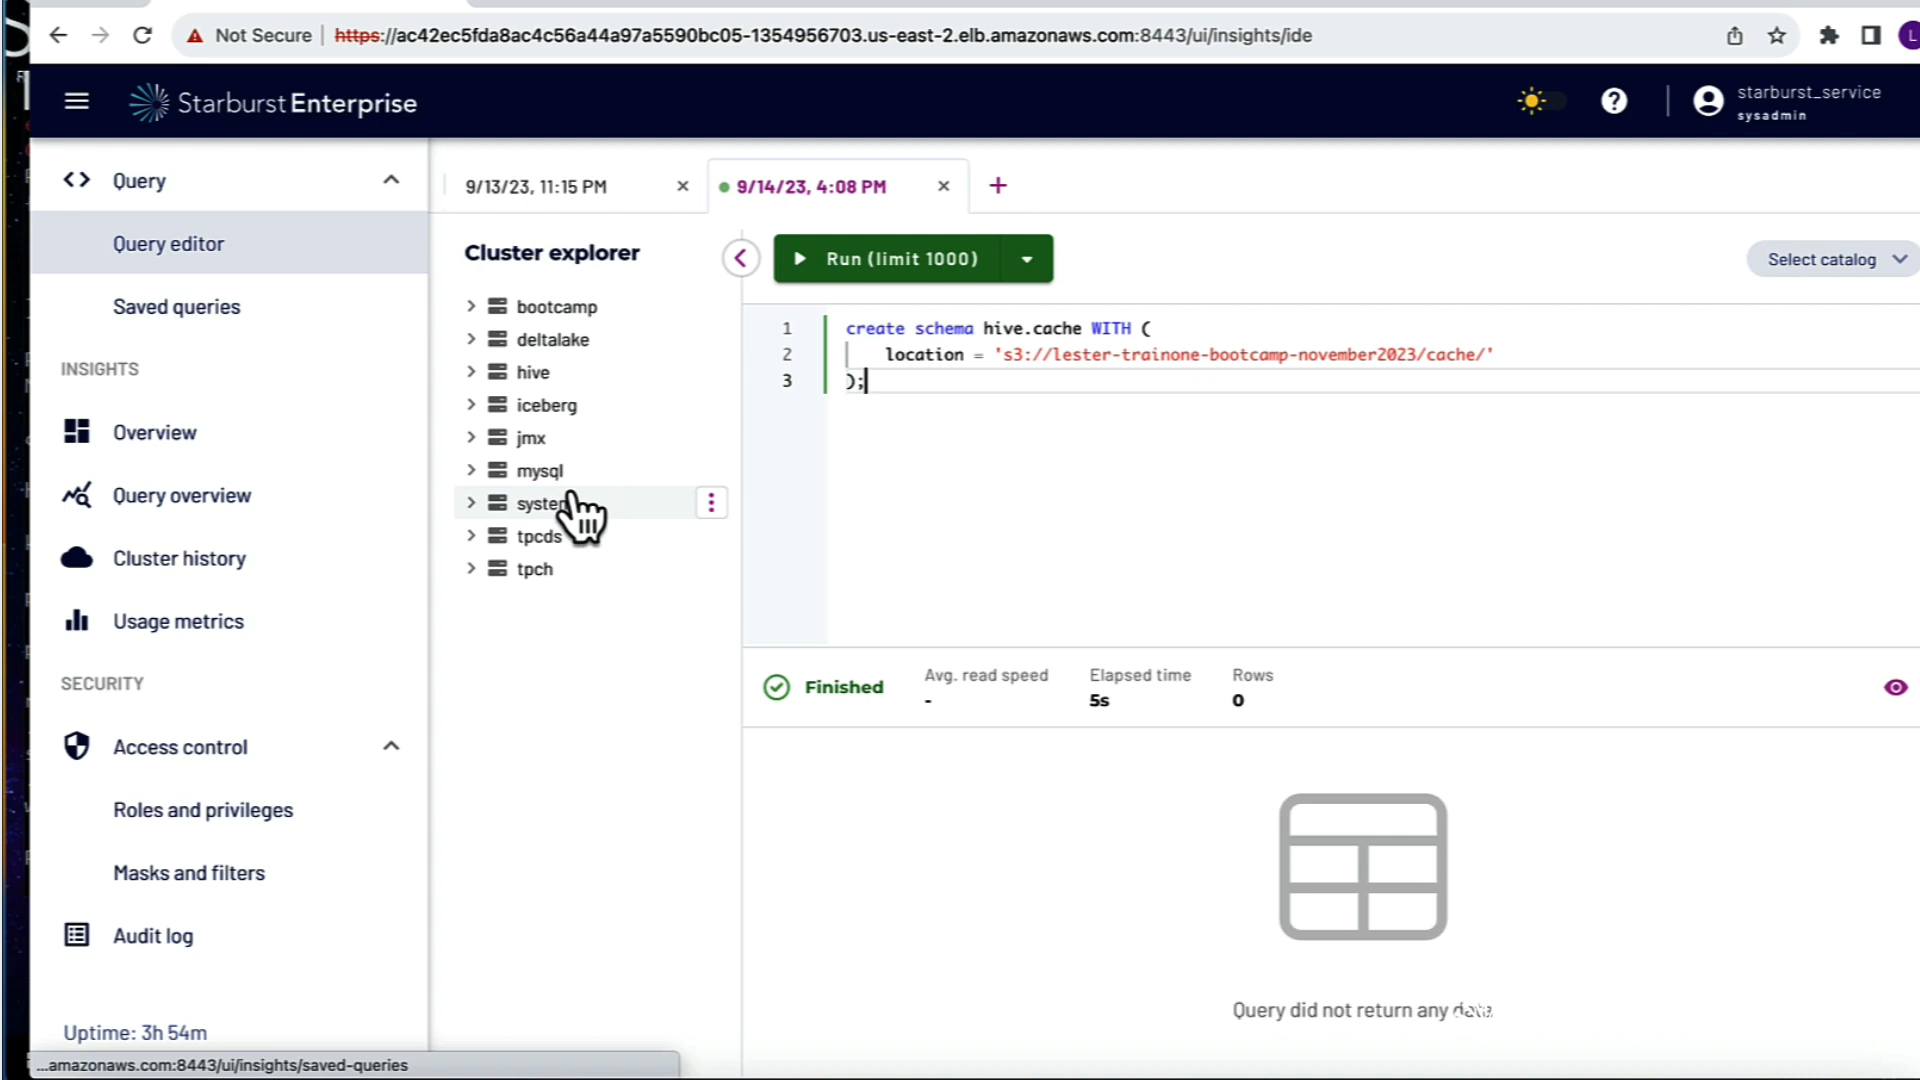 Not Secure | https://ac42ec5fda8ac4c56a44a97a5590bc05-1354956703.us-east-2.elb.amazonaws.com:8443/ui/insights/ide
L
Starburst Enterprise
starburst_service
sysadmin
Query
Query editor
Saved queries
INSIGHTS
Overview
Query overview
Cluster history
Usage metrics
SECURITY
Access control
Roles and privileges
Masks and filters
Audit log
Uptime: 3h 54m
...amazonaws.com:8443/ui/insights/saved-queries
9/13/23, 11:15 PM
9/14/23, 4:08 PM
Cluster explorer
bootcamp
deltalake
hive
iceberg
jmx
mysql
tpcds
tpch
Run (limit 1000)
Select catalog
1 create schema hive.cache WITH (
2 location = 's3://lester-trainone-bootcamp-november2023/cache/'
3 );
Finished
Avg. read speed
-
Elapsed time
5s
Rows
0
Query did not return any data